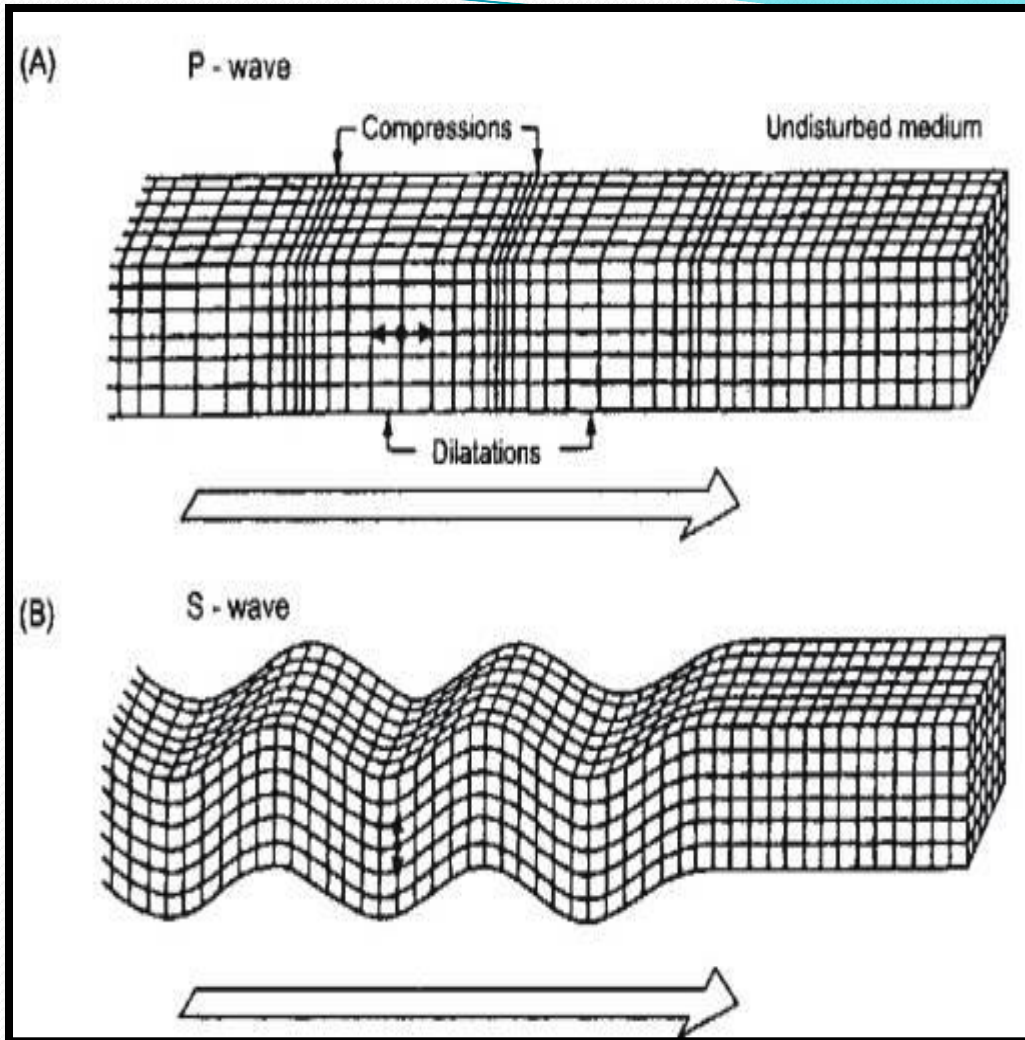 (A) P - wave
Compressions Undisturbed medium
Dilatations
(B) S - wave